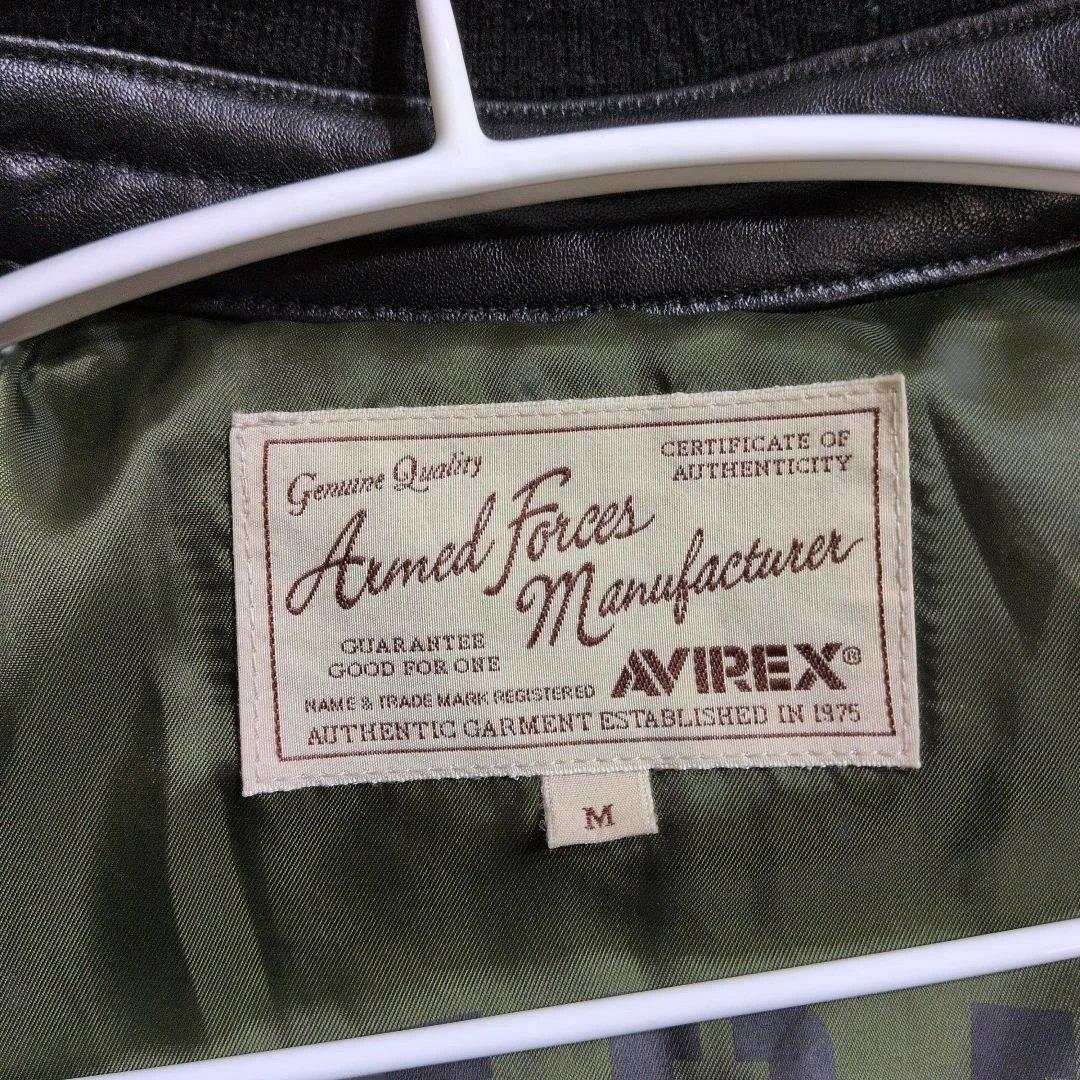 Genuine Quality
CERTIFICATE OF
AUTHENTICITY
Armed Forces
Manufacturer
GUARANTEE
GOOD FOR ONE
NAME & TRADE MARK REGISTERED
AVIREX®
AUTHENTIC GARMENT ESTABLISHED IN 1975
M